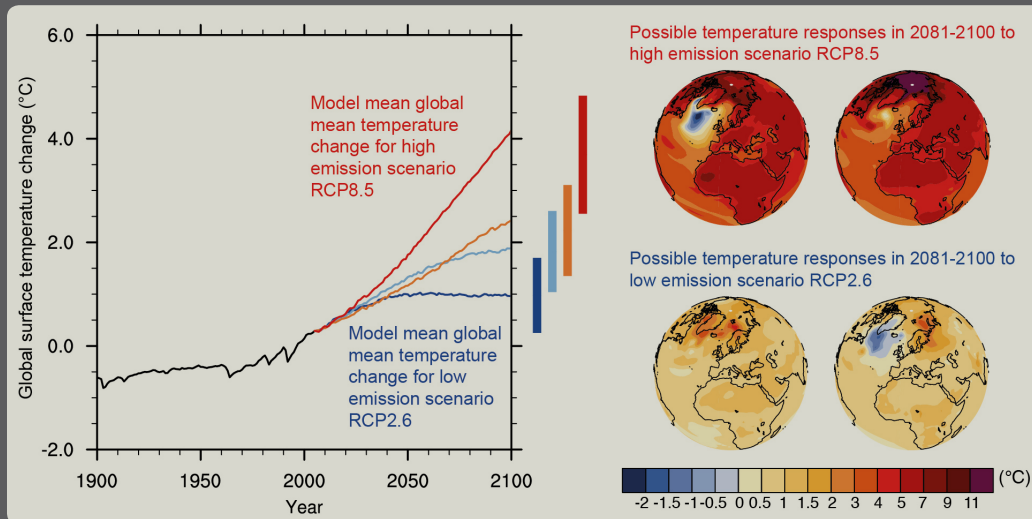 6.0
4.0
2.0
0.0
-2.0
Global surface temperature change (°C)
1900
1950
2000
2050
2100
Year
Model mean global
mean temperature
change for high
emission scenario
RCP8.5
Model mean global
mean temperature
change for low
emission scenario
RCP2.6
Possible temperature responses in 2081-2100 to
high emission scenario RCP8.5
Possible temperature responses in 2081-2100 to
low emission scenario RCP2.6
(°C)
-2 -1.5 -1 -0.5 0 0.5 1 1.5 2 3 4 5 7 9 11